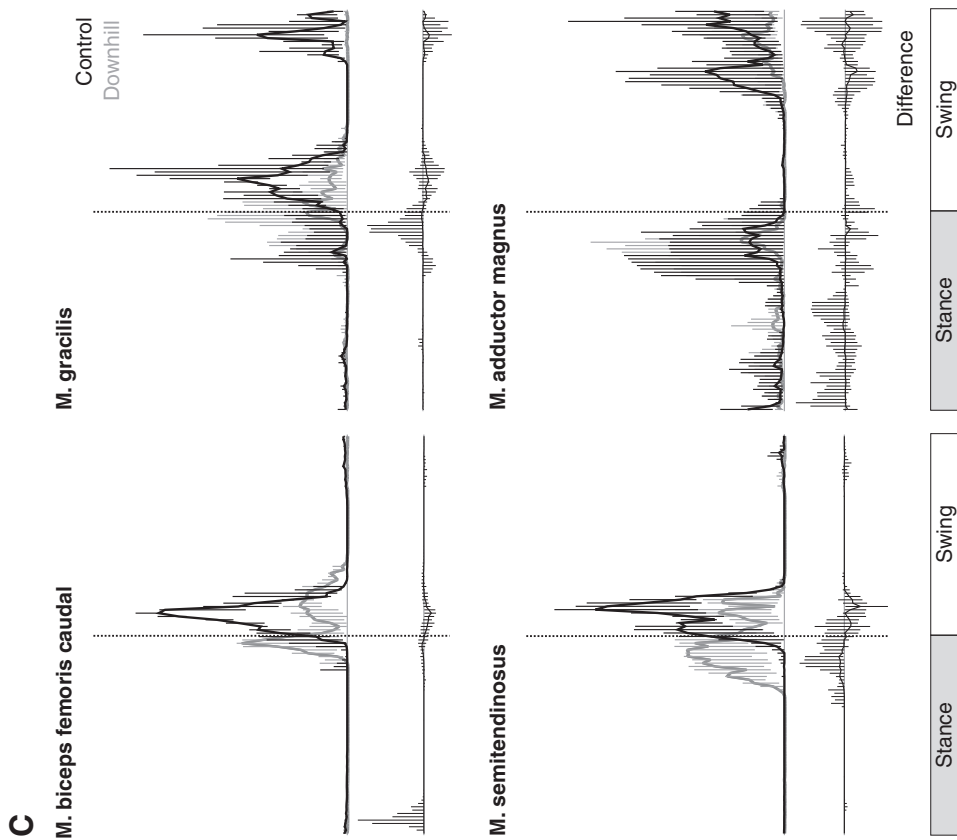 C
M. biceps femoris caudal
M. gracilis
Control
Downhill
M. semitendinosus
M. adductor magnus
Difference
Stance
Swing
Stance
Swing